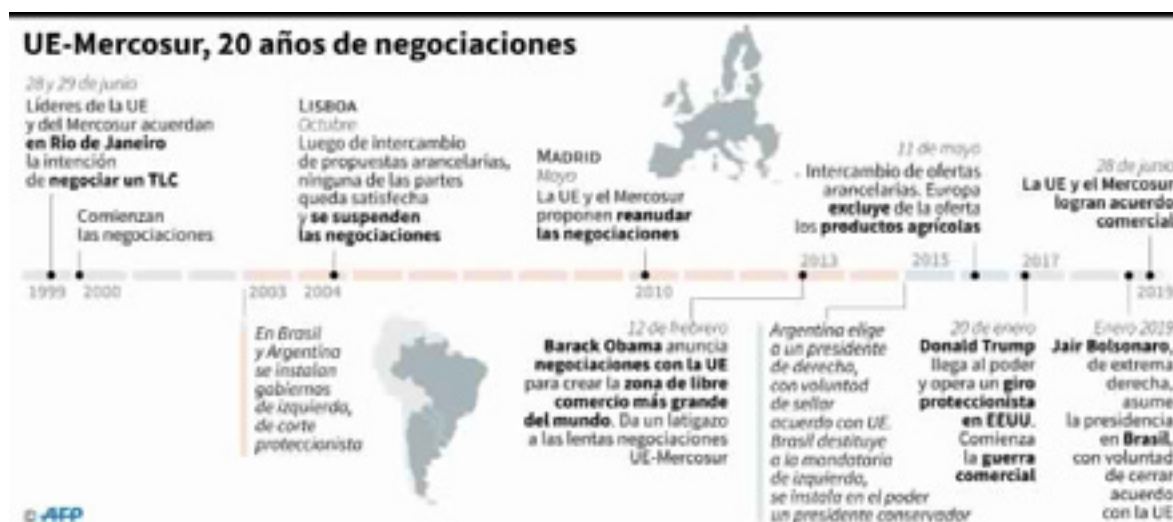 UE-Mercosur, 20 años de negociaciones
28 y 29 de junio
Líderes de la UE
y del Mercosur acuerdan
en Rio de Janeiro
la intención
de negociar un TLC
Comienzan
las negociaciones
LISBOA
Octubre
Luego de intercambio
de propuestas arancelarias,
ninguna de las partes
queda satisfecha
y se suspenden
las negociaciones
MADRID
Mayo
La UE y el Mercosur
proponen reanudar
las negociaciones
11 de mayo
Intercambio de ofertas
arancelarias. Europa
excluye de la oferta
los productos agrícolas
28 de junio
La UE y el Mercosur
logran acuerdo
comercial
1999 2000 2003 2004 2010 2013 2015 2017 2019
En Brasil
y Argentina
se instalan
gobiernos
de izquierda,
de corte
proteccionista
12 de febrero
Barack Obama anuncia
negociaciones con la UE
para crear la zona de libre
comercio más grande
del mundo. Da un latigazo
a las lentas negociaciones
UE-Mercosur
Argentina elige
a un presidente
de derecha,
con voluntad
de sellar
acuerdo con UE.
Brasil destituye
a la mandataria
de izquierda,
se instala en el poder
un presidente conservador
20 de enero
Donald Trump
llega al poder
y opera un giro
proteccionista
en EEUU.
Comienza
la guerra
comercial
Enero 2019
Jair Bolsonaro,
de extrema
derecha,
asume
la presidencia
en Brasil,
con voluntad
de cerrar
acuerdo
con la UE
© AFP